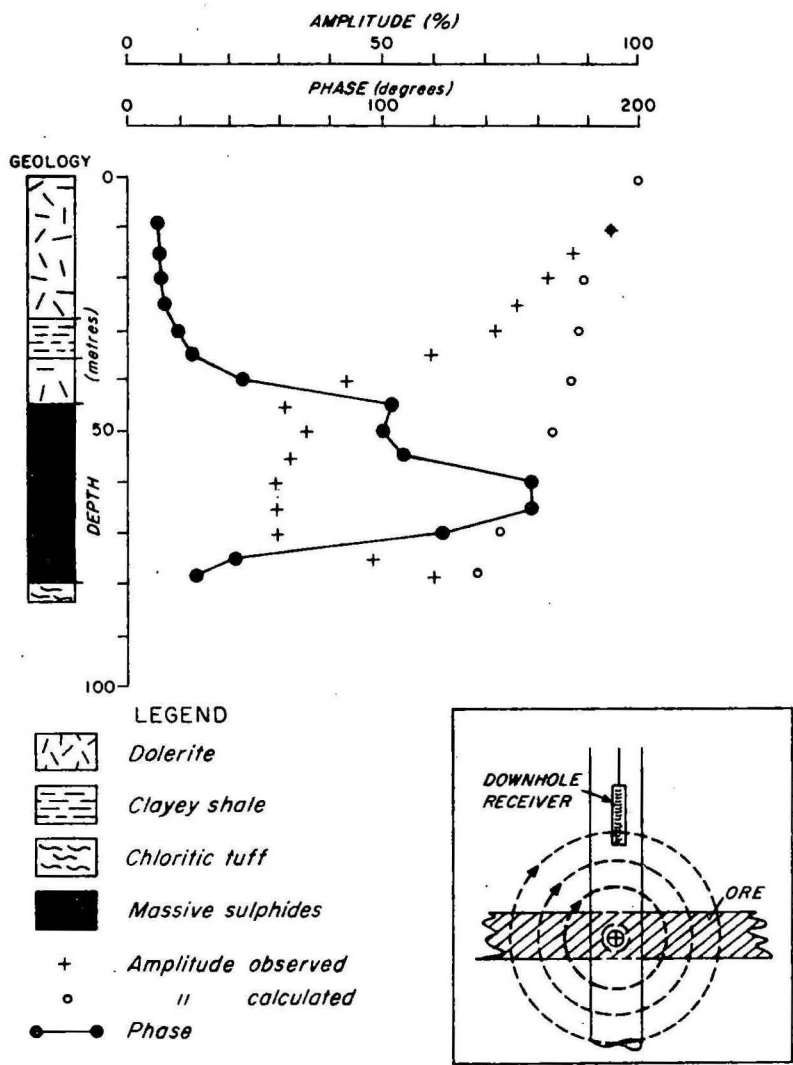 AMPLITUDE (%)
0 50 100
PHASE (degrees)
0 100 200
GEOLOGY
0
(metres)
50
DEPTH
100
LEGEND
Dolerite
Clayey shale
Chloritic tuff
Massive sulphides
+ Amplitude observed
o " calculated
Phase
DOWNHOLE
RECEIVER
ORE